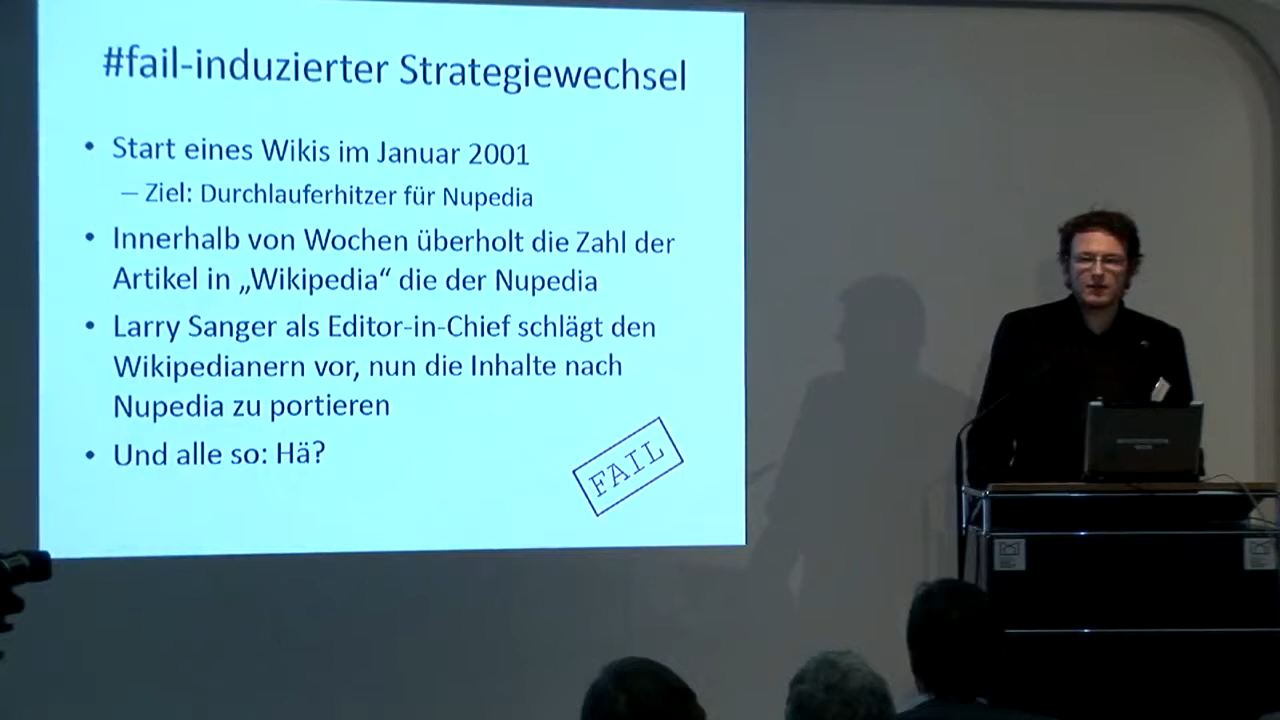 #fail-induzierter Strategiewechsel
• Start eines Wikis im Januar 2001
– Ziel: Durchlauferhitzer für Nupedia
• Innerhalb von Wochen überholt die Zahl der
Artikel in „Wikipedia“ die der Nupedia
• Larry Sanger als Editor-in-Chief schlägt den
Wikipedianern vor, nun die Inhalte nach
Nupedia zu portieren
• Und alle so: Hä?
FAIL